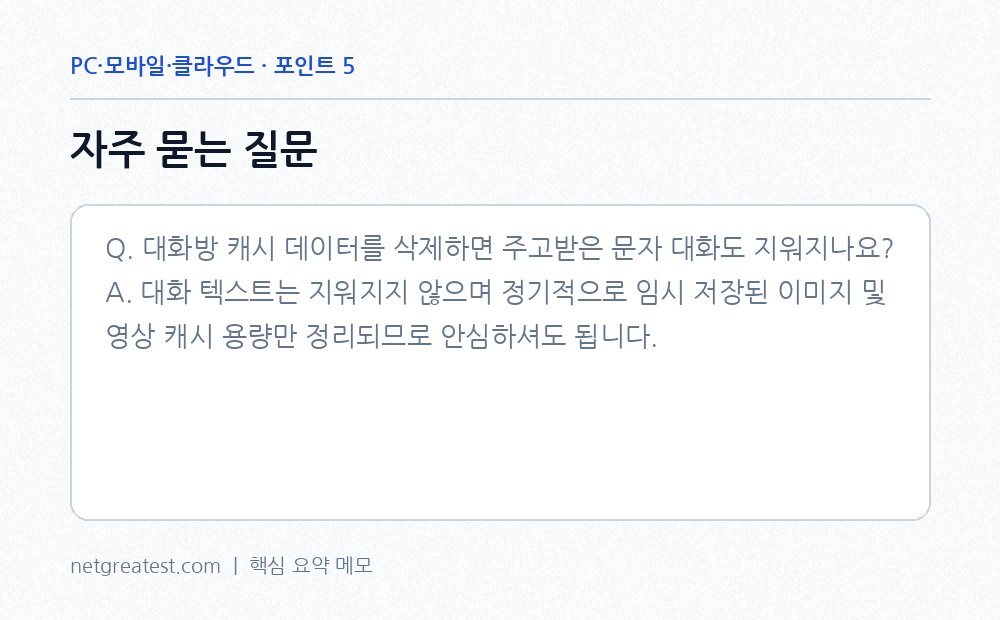 PC·모바일·클라우드 · 포인트 5
자주 묻는 질문
Q. 대화방 캐시 데이터를 삭제하면 주고받은 문자 대화도 지워지나요?
A. 대화 텍스트는 지워지지 않으며 정기적으로 임시 저장된 이미지 및
영상 캐시 용량만 정리되므로 안심하셔도 됩니다.
netgreatest.com | 핵심 요약 메모